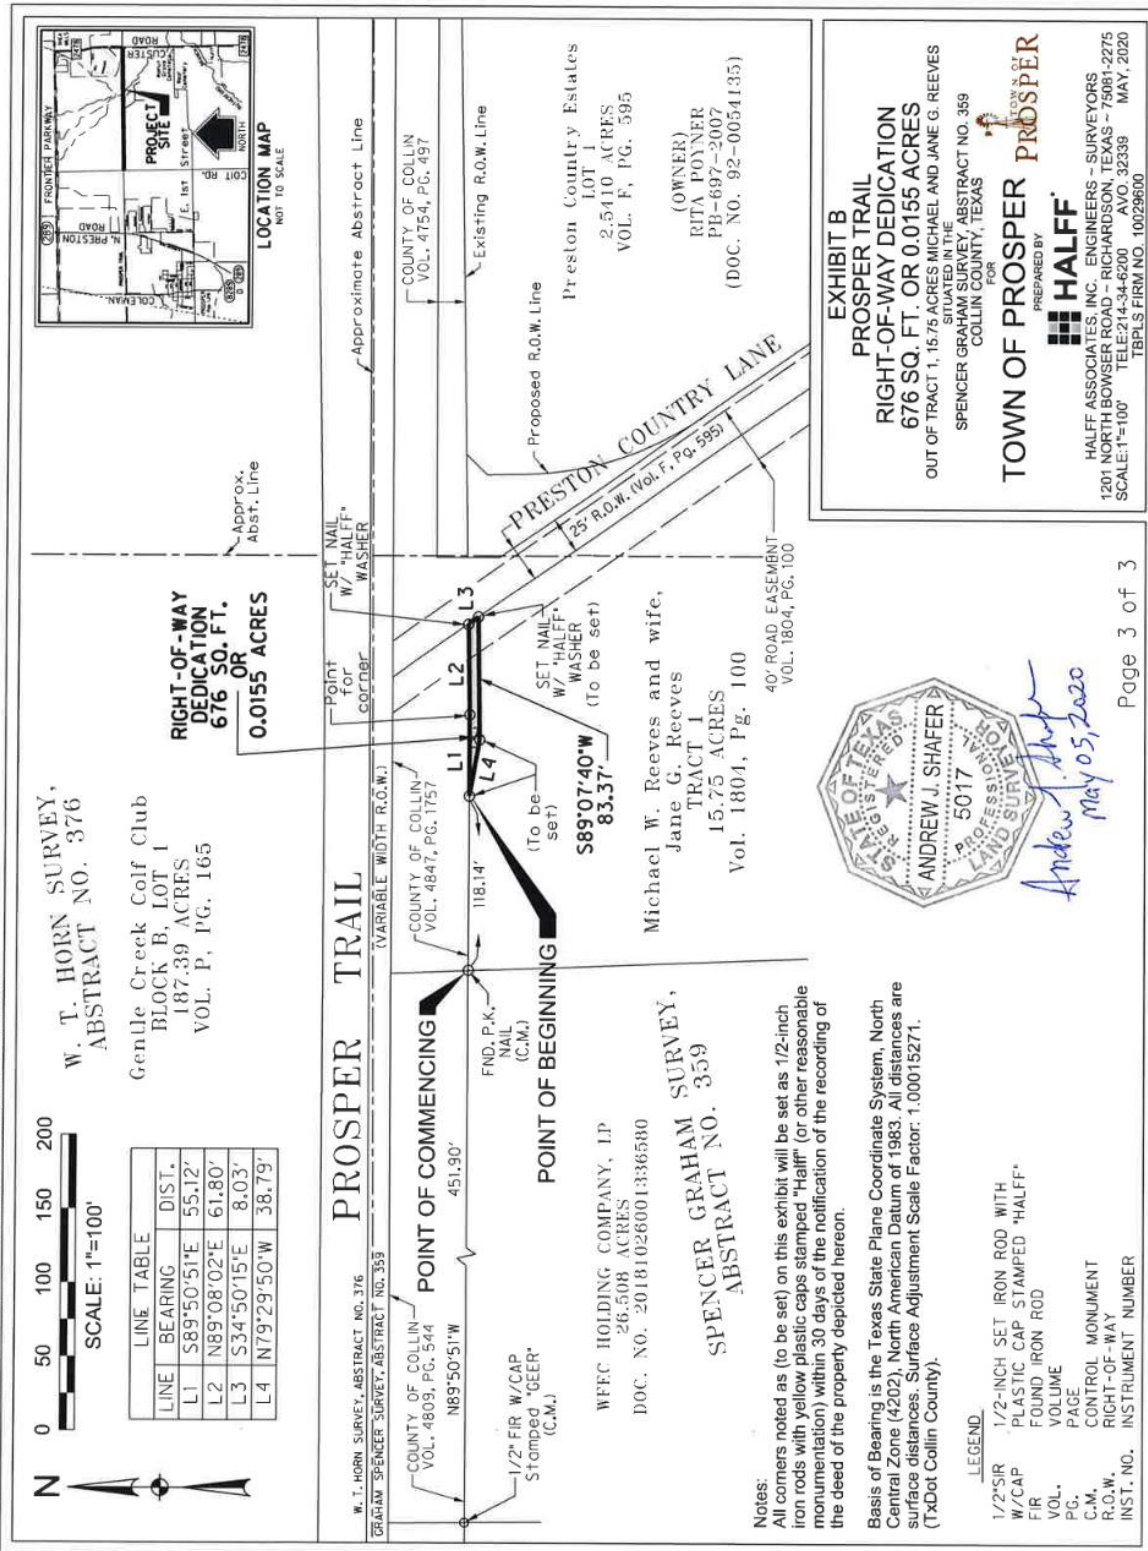 N
0 50 100 150 200
SCALE: 1"=100'
LINE TABLE
LINE BEARING DIST.
L1 S89°50'51"E 55.12'
L2 N89°08'02"E 61.80'
L3 S34°50'15"E 8.03'
L4 N79°29'50"W 38.79'
W. T. HORN SURVEY,
ABSTRACT NO. 376
Gentle Creek Golf Club
BLOCK B, LOT 1
187.39 ACRES
VOL. P, PG. 165
RIGHT-OF-WAY
DEDICATION
676 SQ. FT.
OR
0.0155 ACRES
Approx.
Abst. Line
FRONTIER PARKWAY
289
N. PRESTON
ROAD
COLEMAN
PROSPER TRAIL
COIT RD.
CUSTER
ROAD
2478
PROJECT
SITE
E. 1st Street
NORTH
LOCATION MAP
NOT TO SCALE
W. T. HORN SURVEY, ABSTRACT NO. 376
GRAHAM SPENCER SURVEY, ABSTRACT NO. 359
PROSPER TRAIL
(VARIABLE WIDTH R.O.W.)
Point
for
corner
SET NAIL
W/ "HALFF"
WASHER
Approximate Abstract Line
COUNTY OF COLLIN
VOL. 4809, PG. 544
POINT OF COMMENCING
COUNTY OF COLLIN
VOL. 4847, PG. 1757
COUNTY OF COLLIN
VOL. 4754, PG. 497
N89°50'51"W 451.90'
118.14'
L1 L2 L3
L4
Existing R.O.W. Line
1/2" FIR W/CAP
Stamped "GEER"
(C.M.)
FND. P.K.
NAIL
(C.M.)
POINT OF BEGINNING
(To be
set)
SET NAIL
W/ "HALFF"
WASHER
(To be set)
S89°07'40"W
83.37'
Proposed R.O.W. Line
PRESTON COUNTRY LANE
25' R.O.W. (Vol. F, Pg. 595)
40' ROAD EASEMENT
VOL. 1804, PG. 100
Preston Country Estates
LOT 1
2.5410 ACRES
VOL. F, PG. 595
(OWNER)
RITA POYNER
PB-697-2007
(DOC. NO. 92-0054135)
WFEC HOLDING COMPANY, LP
26.508 ACRES
DOC. NO. 20181026001336580
SPENCER GRAHAM SURVEY,
ABSTRACT NO. 359
Michael W. Reeves and wife,
Jane G. Reeves
TRACT 1
15.75 ACRES
Vol. 1804, Pg. 100
Notes:
All corners noted as (to be set) on this exhibit will be set as 1/2-inch
iron rods with yellow plastic caps stamped "Halff" (or other reasonable
monumentation) within 30 days of the notification of the recording of
the deed of the property depicted hereon.
Basis of Bearing is the Texas State Plane Coordinate System, North
Central Zone (4202), North American Datum of 1983. All distances are
surface distances. Surface Adjustment Scale Factor: 1.00015271.
(TxDot Collin County).
LEGEND
1/2"SIR 1/2-INCH SET IRON ROD WITH
W/CAP PLASTIC CAP STAMPED "HALFF"
FIR FOUND IRON ROD
VOL. VOLUME
PG. PAGE
C.M. CONTROL MONUMENT
R.O.W. RIGHT-OF-WAY
INST. NO. INSTRUMENT NUMBER
STATE OF TEXAS
REGISTERED
ANDREW J. SHAFER
5017
PROFESSIONAL
LAND SURVEYOR
Andrew J. Shafer
May 05, 2020
Page 3 of 3
EXHIBIT B
PROSPER TRAIL
RIGHT-OF-WAY DEDICATION
676 SQ. FT. OR 0.0155 ACRES
OUT OF TRACT 1, 15.75 ACRES MICHAEL AND JANE G. REEVES
SITUATED IN THE
SPENCER GRAHAM SURVEY, ABSTRACT NO. 359
COLLIN COUNTY, TEXAS
FOR
TOWN OF PROSPER
TOWN OF
PROSPER
PREPARED BY
HALFF
HALFF ASSOCIATES, INC. ENGINEERS ~ SURVEYORS
1201 NORTH BOWSER ROAD ~ RICHARDSON, TEXAS ~ 75081-2275
SCALE:1"=100' TELE:214-34-6200 AVO. 32339 MAY, 2020
TBPLS FIRM NO. 10029600